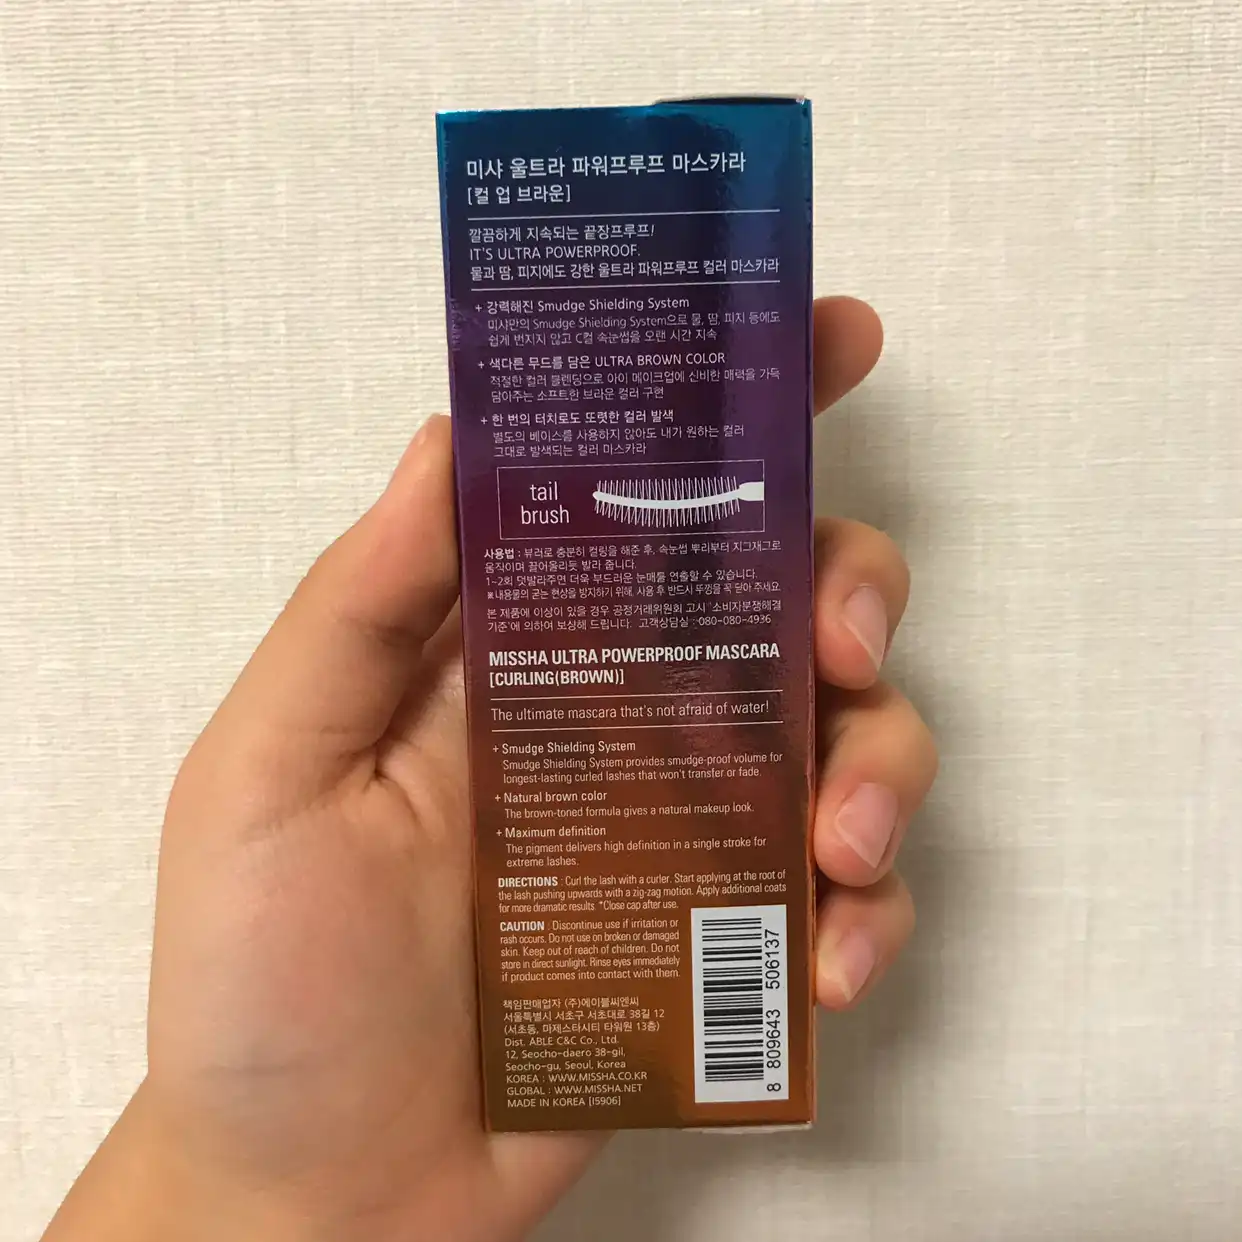 미샤 울트라 파워프루프 마스카라
[컬 업 브라운]
깔끔하게 지속되는 끝장프루프!
IT'S ULTRA POWERPROOF.
물과 땀, 피지에도 강한 울트라 파워프루프 컬러 마스카라
+ 강력해진 Smudge Shielding System
미샤만의 Smudge Shielding System으로 물, 땀, 피지 등에도
쉽게 번지지 않고 C컬 속눈썹을 오랜 시간 지속
+ 색다른 무드를 담은 ULTRA BROWN COLOR
적절한 컬러 블렌딩으로 아이 메이크업에 신비한 매력을 가득
담아주는 소프트한 브라운 컬러 구현
+ 한 번의 터치로도 또렷한 컬러 발색
별도의 베이스를 사용하지 않아도 내가 원하는 컬러
그대로 발색되는 컬러 마스카라
tail
brush
사용법 : 뷰러로 충분히 컬링을 해준 후, 속눈썹 뿌리부터 지그재그로
움직이며 끌어올리듯 발라 줍니다.
1~2회 덧발라주면 더욱 부드러운 눈매를 연출할 수 있습니다.
※내용물의 굳는 현상을 방지하기 위해, 사용 후 반드시 뚜껑을 꼭 닫아 주세요.
본 제품에 이상이 있을 경우 공정거래위원회 고시 '소비자분쟁해결
기준'에 의하여 보상해 드립니다. 고객상담실 : 080-080-4936
MISSHA ULTRA POWERPROOF MASCARA
[CURLING(BROWN)]
The ultimate mascara that's not afraid of water!
+ Smudge Shielding System
Smudge Shielding System provides smudge-proof volume for
longest-lasting curled lashes that won't transfer or fade.
+ Natural brown color
The brown-toned formula gives a natural makeup look.
+ Maximum definition
The pigment delivers high definition in a single stroke for
extreme lashes.
DIRECTIONS : Curl the lash with a curler. Start applying at the root of
the lash pushing upwards with a zig-zag motion. Apply additional coats
for more dramatic results. *Close cap after use.
CAUTION : Discontinue use if irritation or
rash occurs. Do not use on broken or damaged
skin. Keep out of reach of children. Do not
store in direct sunlight. Rinse eyes immediately
if product comes into contact with them.
책임판매업자 (주)에이블씨엔씨
서울특별시 서초구 서초대로 38길 12
(서초동, 마제스타시티 타워원 13층)
Dist. ABLE C&C Co., Ltd.
12, Seocho-daero 38-gil,
Seocho-gu, Seoul, Korea
KOREA : WWW.MISSHA.CO.KR
GLOBAL : WWW.MISSHA.NET
MADE IN KOREA [I5906]
8 809643 506137